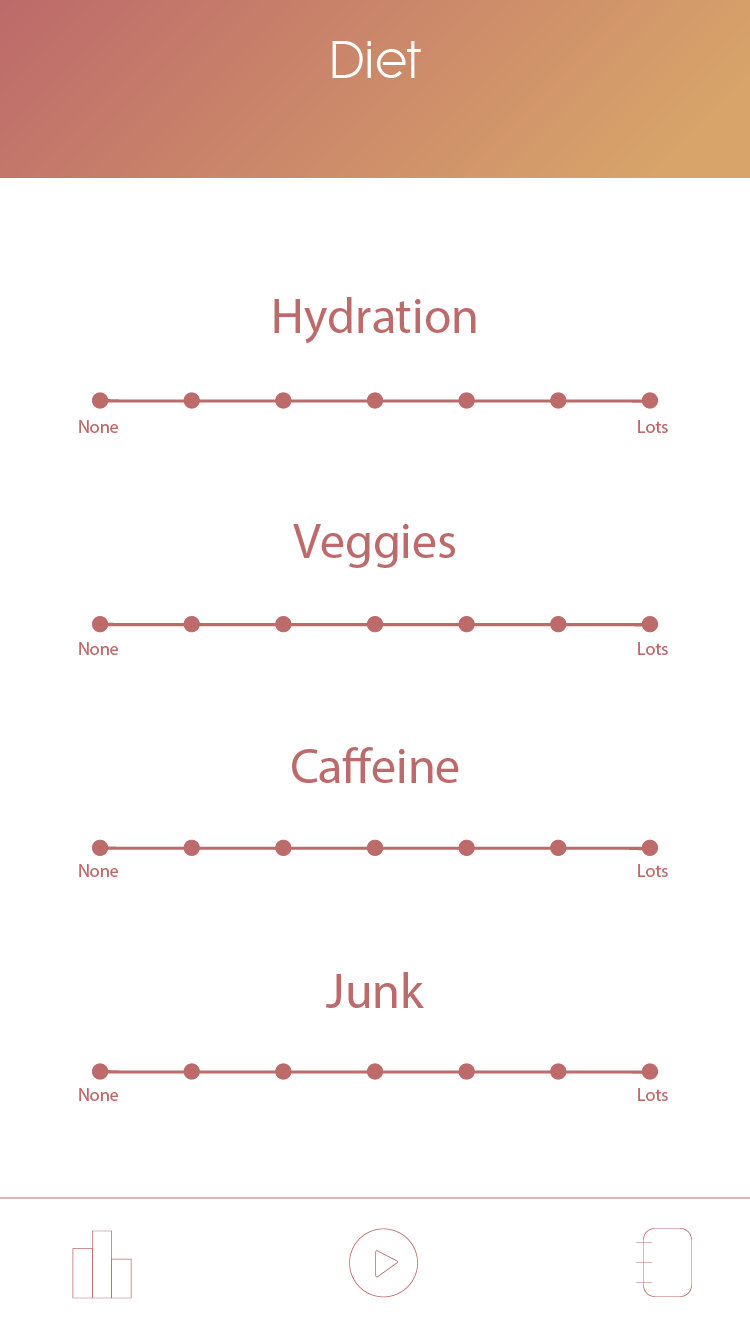 Diet
Hydration
None Lots
Veggies
None Lots
Caffeine
None Lots
Junk
None Lots